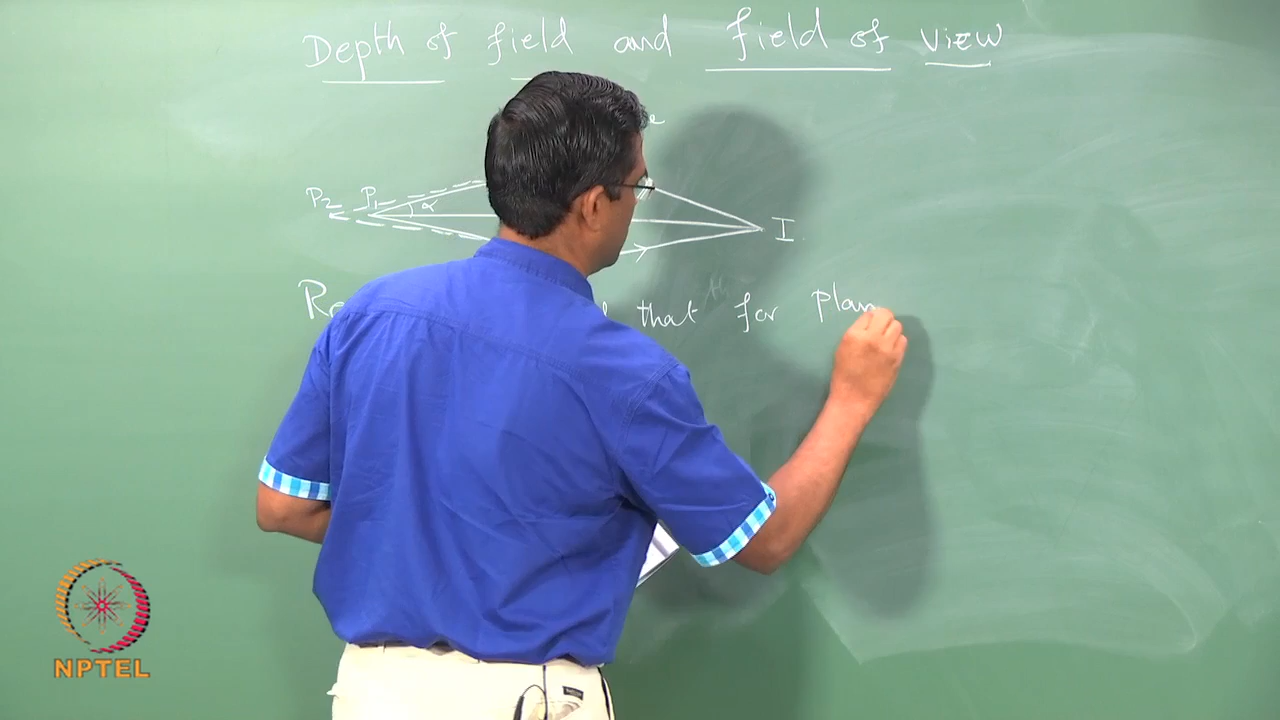 Depth of field and field of view
P2 P1 α
I
that for plan
NPTEL